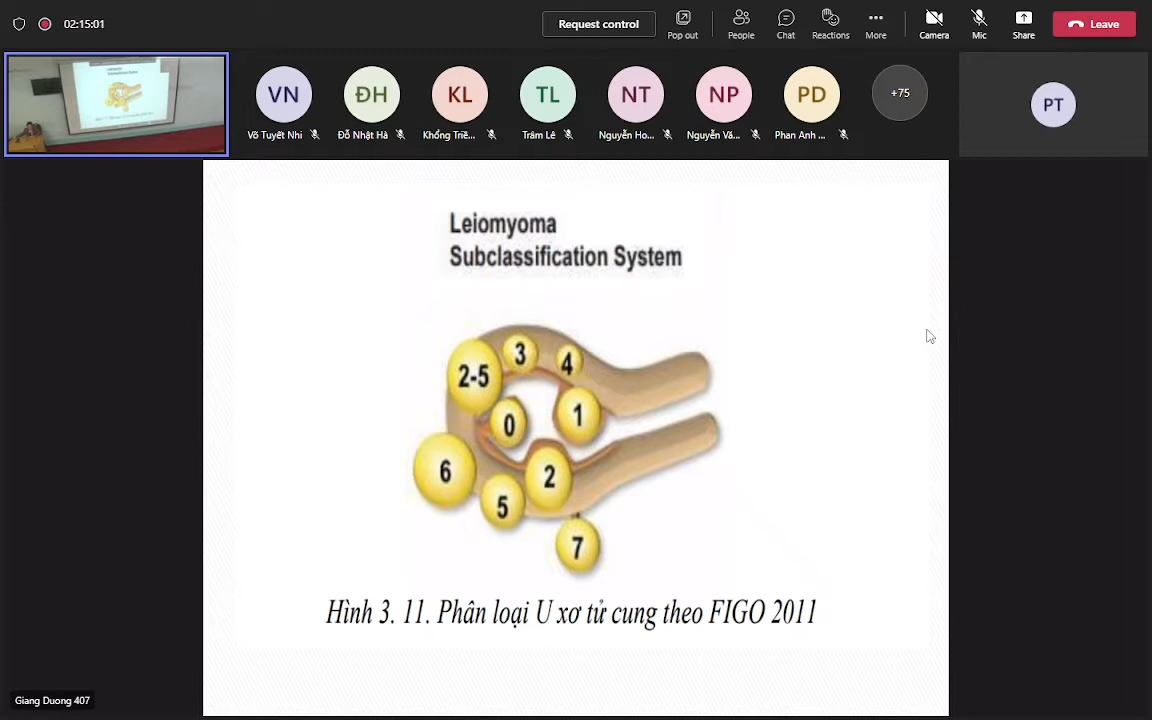 02:15:01
Request control
Pop out
People
Chat
Reactions
More
Camera
Mic
Share
Leave
VN
ĐH
KL
TL
NT
NP
PD
+75
PT
Võ Tuyết Nhi
Đỗ Nhật Hà
Khổng Triề...
Trâm Lê
Nguyễn Ho...
Nguyễn Vă...
Phan Anh ...
Leiomyoma
Subclassification System
3
4
2-5
0
1
6
2
5
7
Hình 3. 11. Phân loại U xơ tử cung theo FIGO 2011
Giang Duong 407